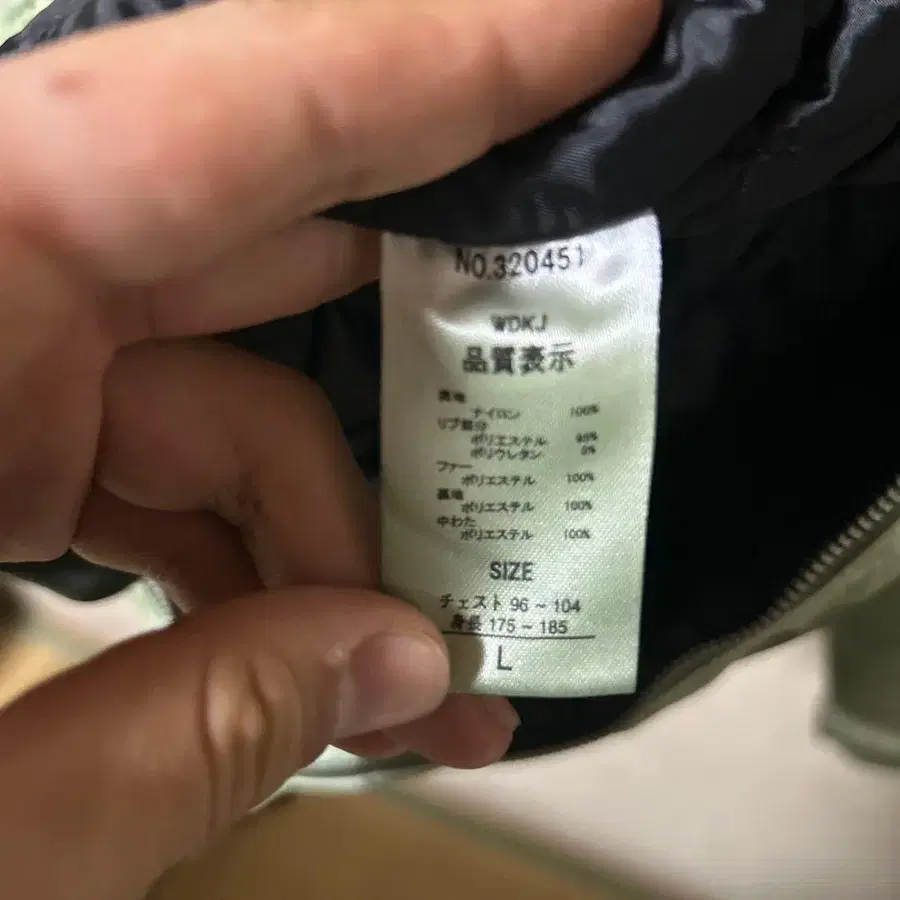 NO.320451
WDKJ
品質表示
ナイロン 100%
リブ部分
ポリエステル 95%
ポリウレタン
ファー
ポリエステル 100%
裏地
ポリエステル 100%
中わた
ポリエステル 100%
SIZE
チェスト 96 ~ 104
身長 175 ~ 185
L